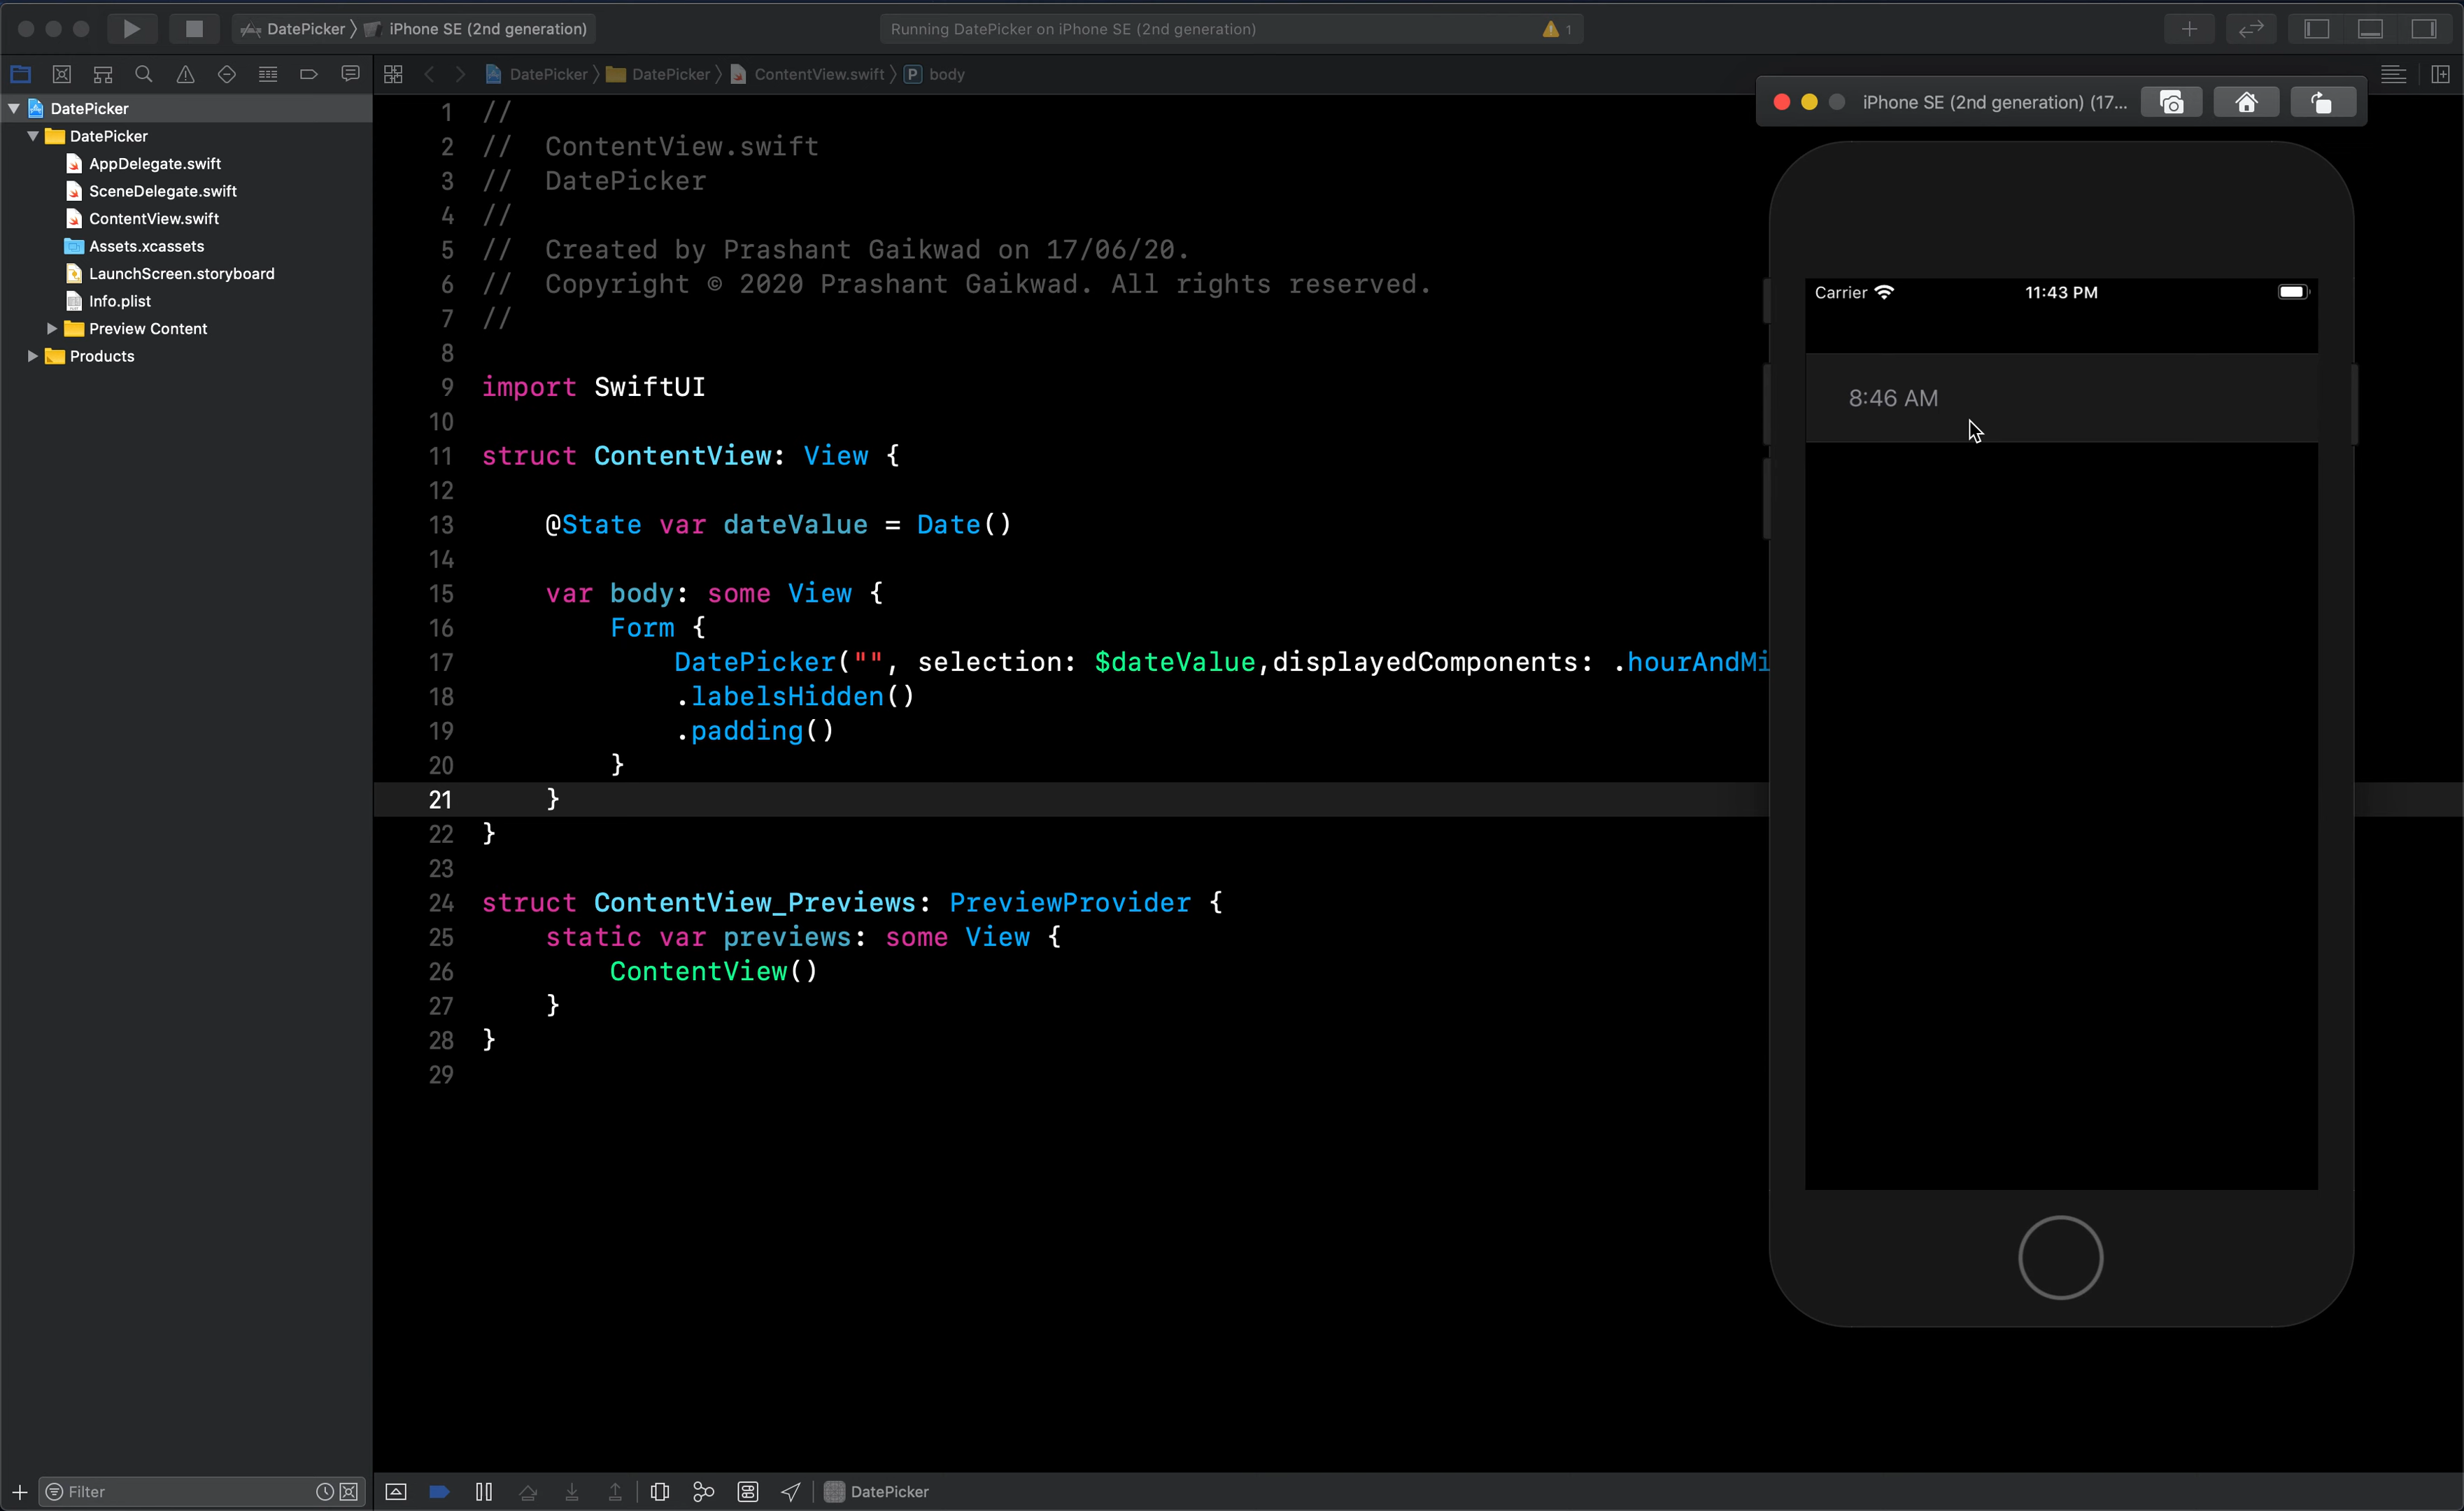 DatePicker iPhone SE (2nd generation) Running DatePicker on iPhone SE (2nd generation) 1
DatePicker DatePicker ContentView.swift P body
DatePicker
DatePicker
AppDelegate.swift
SceneDelegate.swift
ContentView.swift
Assets.xcassets
LaunchScreen.storyboard
Info.plist
Preview Content
Products
1 //
2 // ContentView.swift
3 // DatePicker
4 //
5 // Created by Prashant Gaikwad on 17/06/20.
6 // Copyright © 2020 Prashant Gaikwad. All rights reserved.
7 //
8
9 import SwiftUI
10
11 struct ContentView: View {
12
13 @State var dateValue = Date()
14
15 var body: some View {
16 Form {
17 DatePicker("", selection: $dateValue,displayedComponents: .hourAndMi
18 .labelsHidden()
19 .padding()
20 }
21 }
22 }
23
24 struct ContentView_Previews: PreviewProvider {
25 static var previews: some View {
26 ContentView()
27 }
28 }
29
iPhone SE (2nd generation) (17...
Carrier 11:43 PM
8:46 AM
Filter
DatePicker